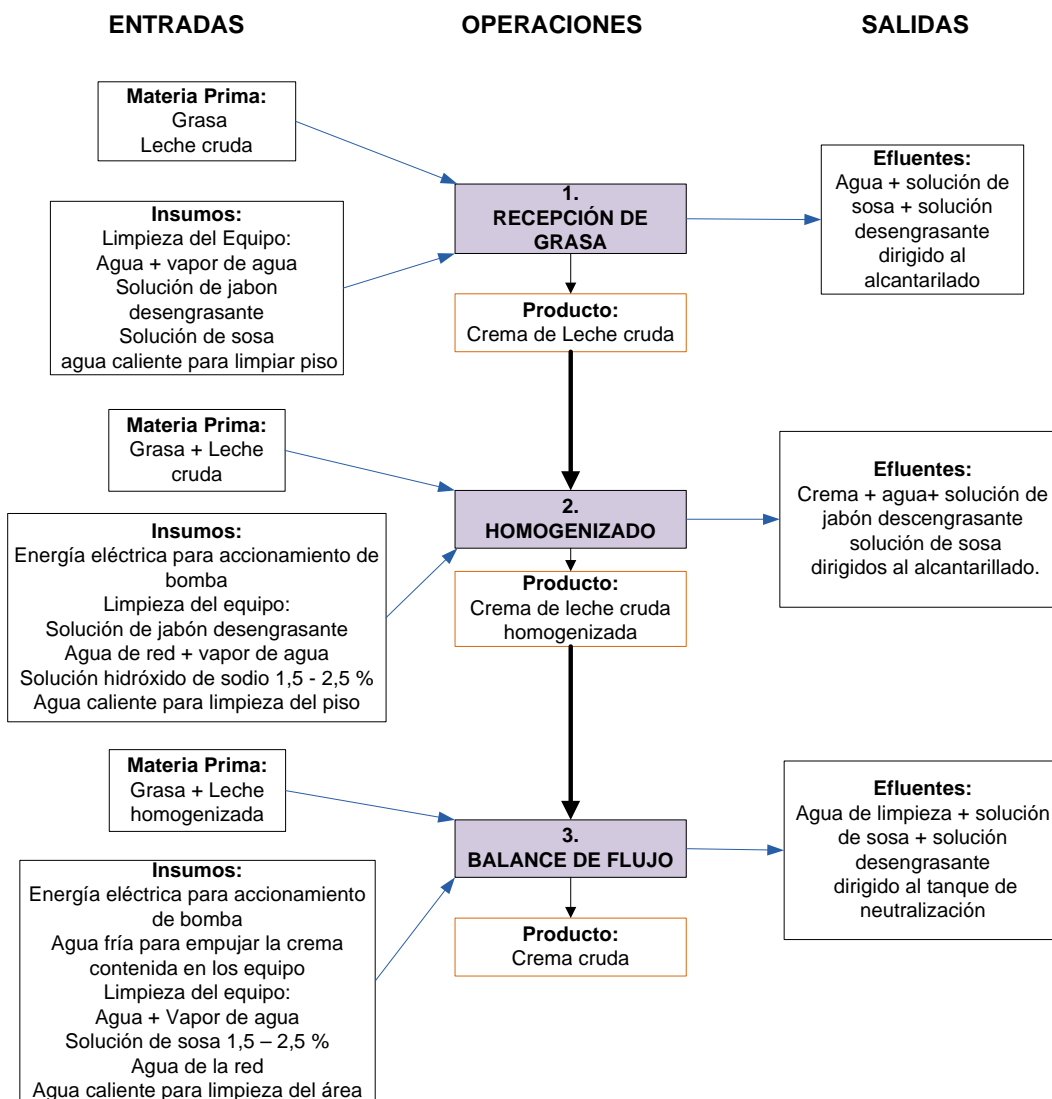 ENTRADAS
OPERACIONES
SALIDAS
Materia Prima:
Grasa
Leche cruda
Insumos:
Limpieza del Equipo:
Agua + vapor de agua
Solución de jabon
desengrasante
Solución de sosa
agua caliente para limpiar piso
1.
RECEPCIÓN DE
GRASA
Producto:
Crema de Leche cruda
Efluentes:
Agua + solución de
sosa + solución
desengrasante
dirigido al
alcantarilado
Materia Prima:
Grasa + Leche
cruda
Insumos:
Energía eléctrica para accionamiento de
bomba
Limpieza del equipo:
Solución de jabón desengrasante
Agua de red + vapor de agua
Solución hidróxido de sodio 1,5 - 2,5 %
Agua caliente para limpieza del piso
2.
HOMOGENIZADO
Producto:
Crema de leche cruda
homogenizada
Efluentes:
Crema + agua+ solución de
jabón descengrasante
solución de sosa
dirigidos al alcantarillado.
Materia Prima:
Grasa + Leche
homogenizada
Insumos:
Energía eléctrica para accionamiento
de bomba
Agua fría para empujar la crema
contenida en los equipo
Limpieza del equipo:
Agua + Vapor de agua
Solución de sosa 1,5 – 2,5 %
Agua de la red
Agua caliente para limpieza del área
3.
BALANCE DE FLUJO
Producto:
Crema cruda
Efluentes:
Agua de limpieza + solución
de sosa + solución
desengrasante
dirigido al tanque de
neutralización